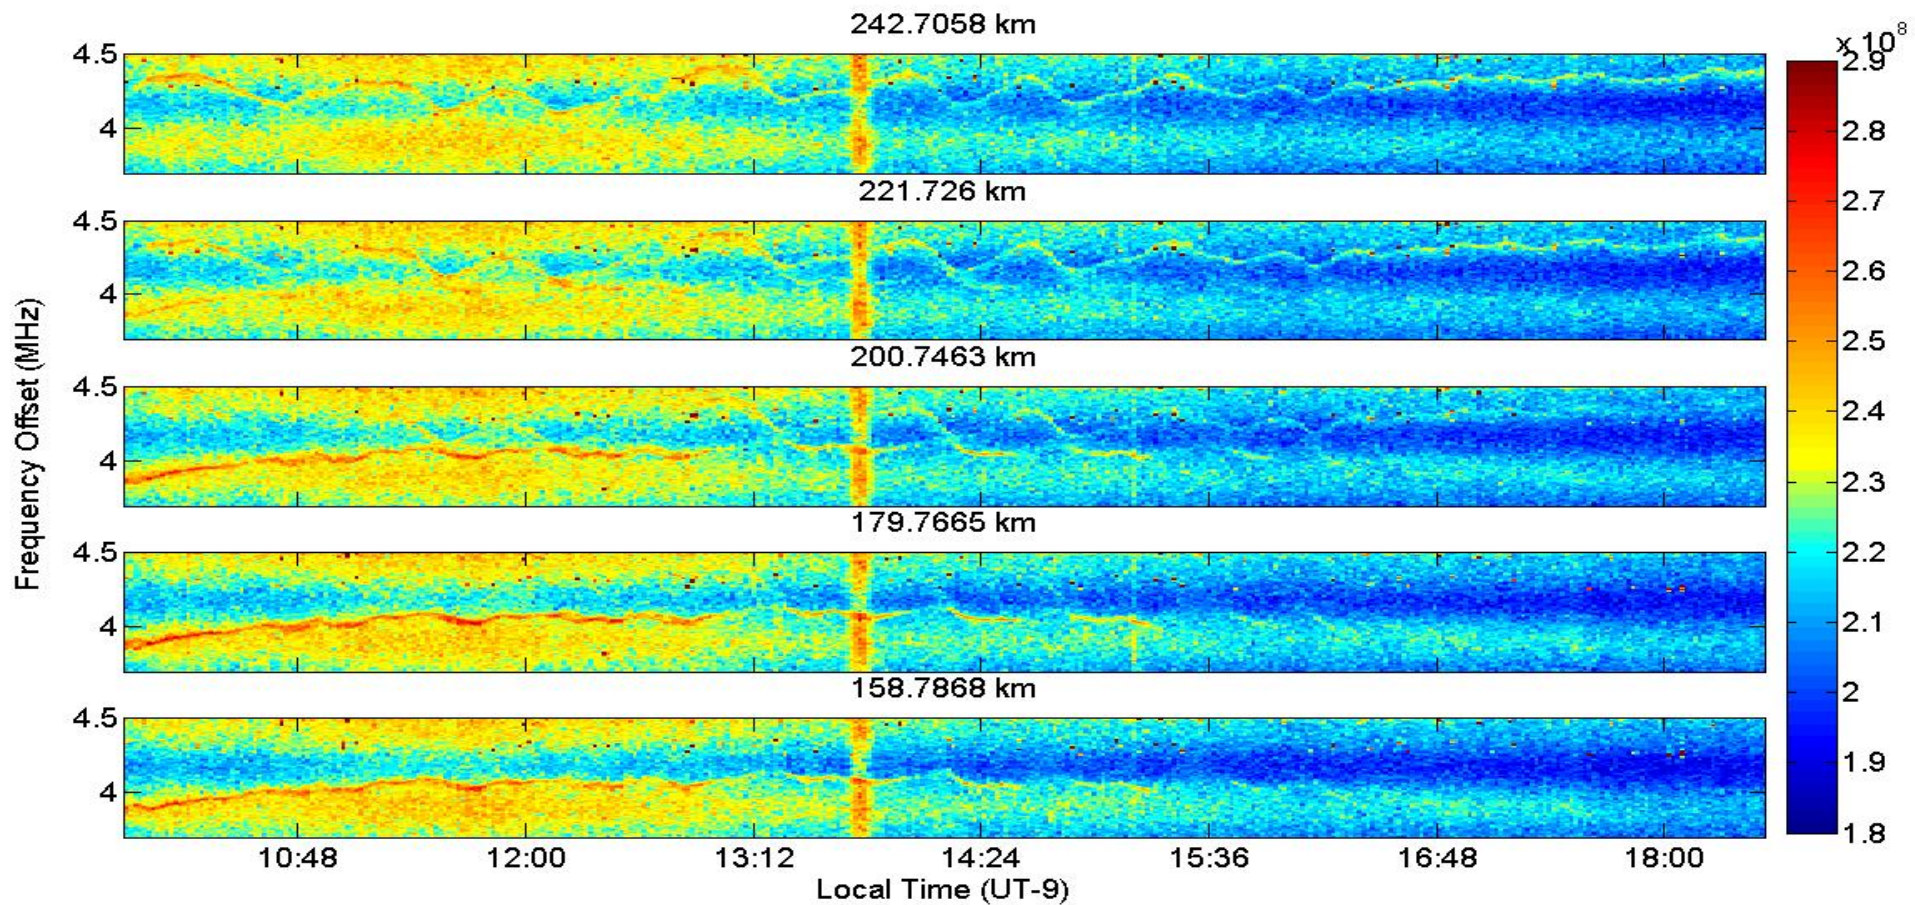 242.7058 km
x 10^8
4.5
4
221.726 km
4.5
4
200.7463 km
4.5
4
179.7665 km
4.5
4
158.7868 km
4.5
4
Frequency Offset (MHz)
10:48 12:00 13:12 14:24 15:36 16:48 18:00
Local Time (UT-9)
2.9
2.8
2.7
2.6
2.5
2.4
2.3
2.2
2.1
2
1.9
1.8